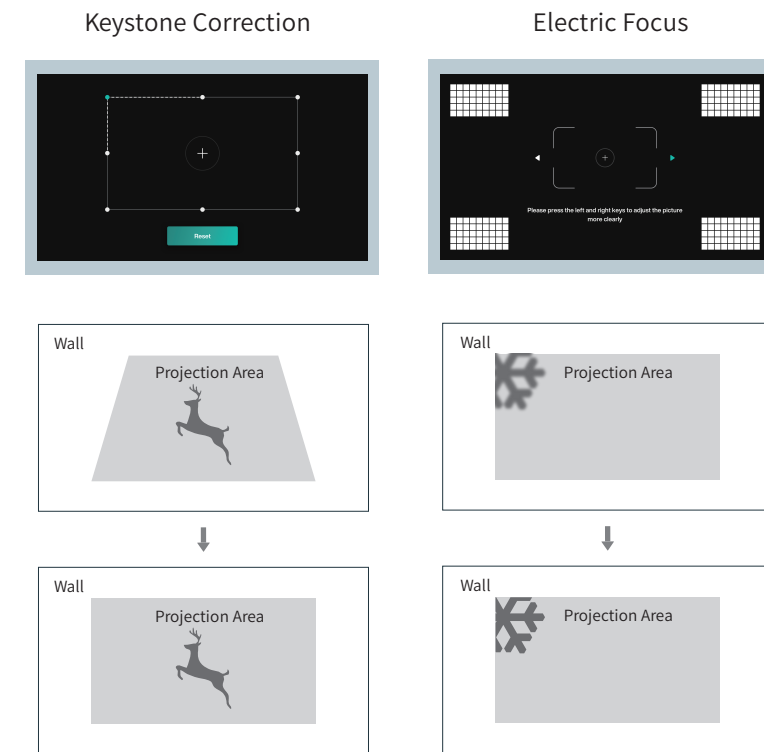 Keystone Correction
Reset
Wall
Projection Area
Wall
Projection Area
Electric Focus
Please press the left and right keys to adjust the picture
more clearly
Wall
Projection Area
Wall
Projection Area